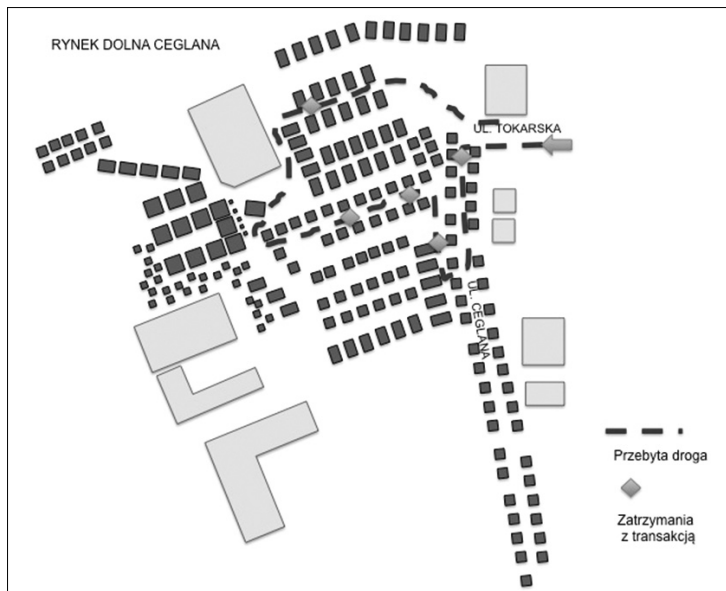 RYNEK DOLNA CEGLANA
UL. TOKARSKA
UL. CEGLANA
Przebyta droga
Zatrzymania
z transakcją